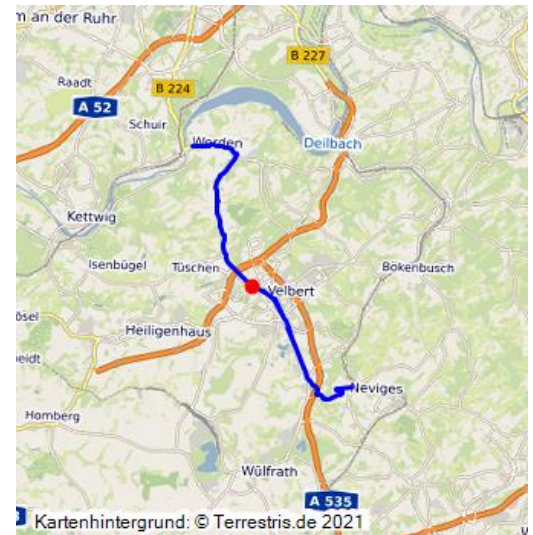 m an der Ruhr
B 227
Raadt
B 224
A 52
Schuir
Werden
Deilbach
Kettwig
Isenbügel
Tüschen
Bökenbusch
Velbert
ösel
Heiligenhaus
heidt
Neviges
Homberg
Wülfrath
A 535
Kartenhintergrund: © Terrestris.de 2021